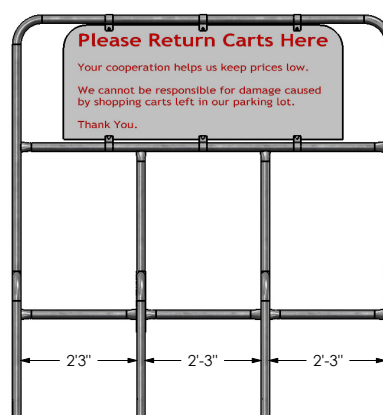 Please Return Carts Here
Your cooperation helps us keep prices low.
We cannot be responsible for damage caused
by shopping carts left in our parking lot.
Thank You.
2'3" 2'-3" 2'-3"